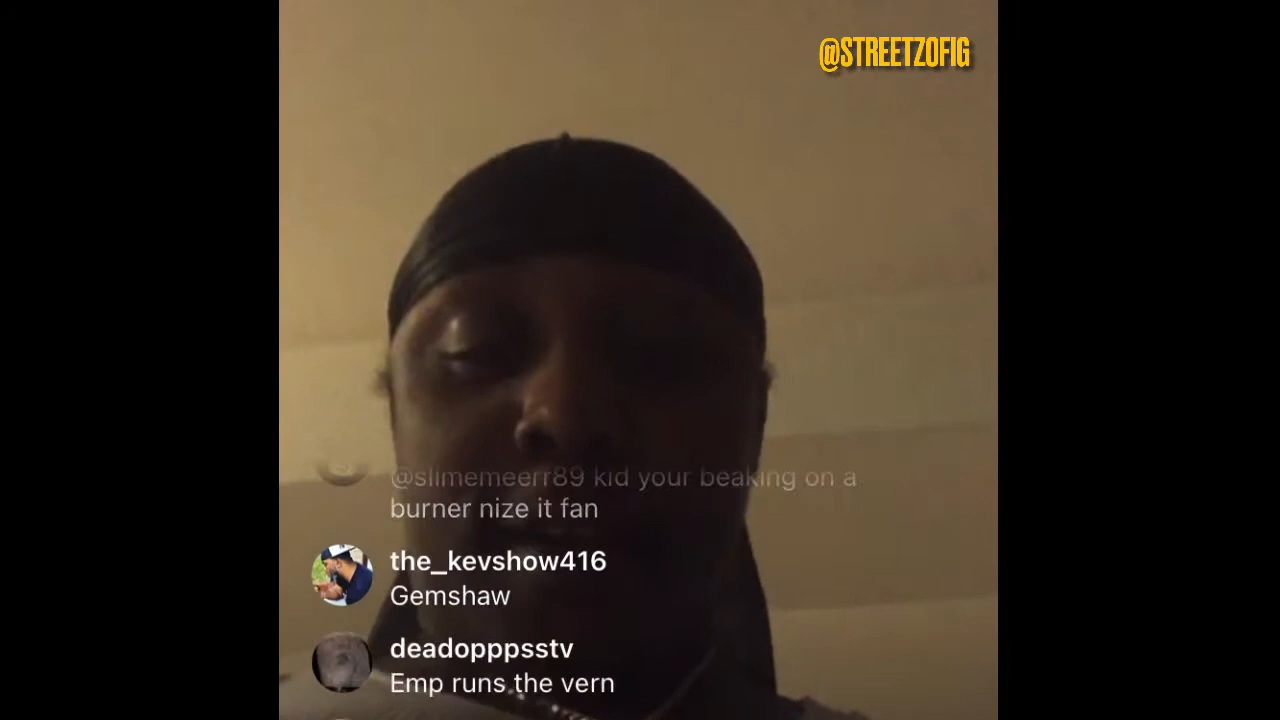 @STREETZOFIG
@slimemeerr89 kid your beaking on a
burner nize it fan
the_kevshow416
Gemshaw
deadopppsstv
Emp runs the vern